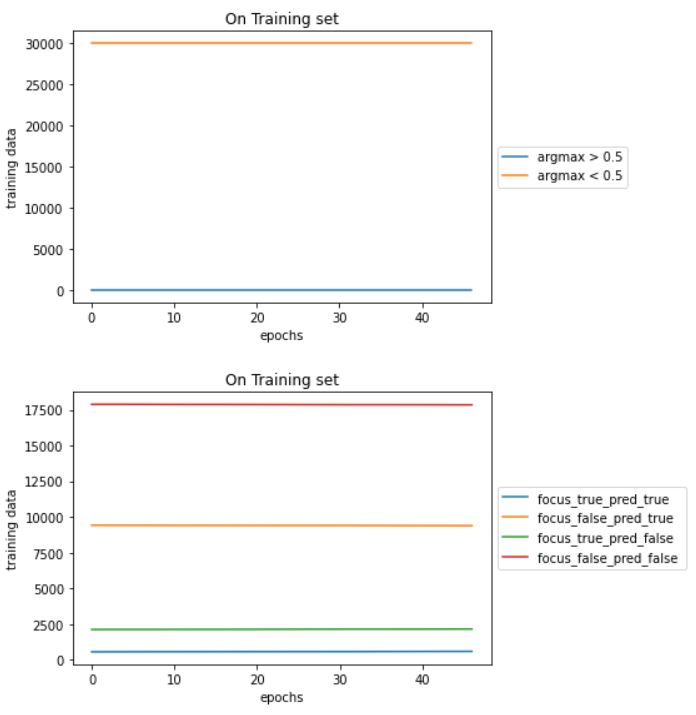 On Training set
30000
25000
20000
15000
10000
5000
0
training data
0 10 20 30 40
epochs
argmax > 0.5
argmax < 0.5
On Training set
17500
15000
12500
10000
7500
5000
2500
0
training data
0 10 20 30 40
epochs
focus_true_pred_true
focus_false_pred_true
focus_true_pred_false
focus_false_pred_false